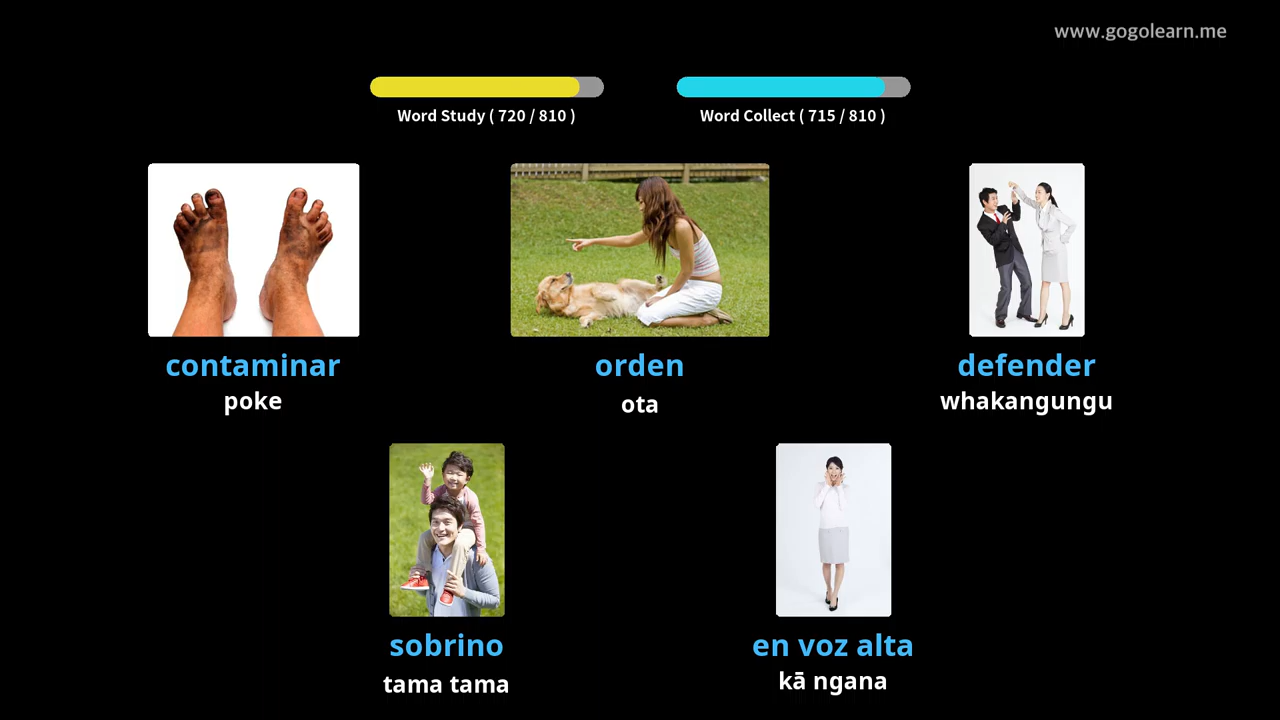 www.gogolearn.me
Word Study ( 720 / 810 )
Word Collect ( 715 / 810 )
contaminar
poke
orden
ota
defender
whakangungu
sobrino
tama tama
en voz alta
kā ngana